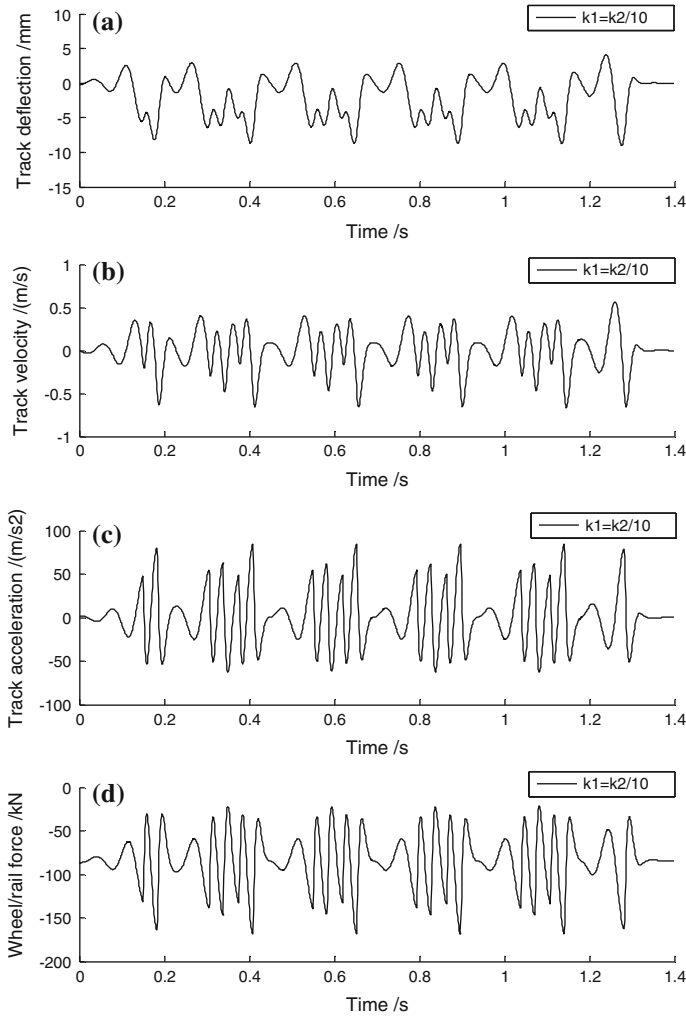 k1=k2/10
(a)
Track deflection /mm
10
5
0
-5
-10
-15
0 0.2 0.4 0.6 0.8 1 1.2 1.4
Time /s
k1=k2/10
(b)
Track velocity /(m/s)
1
0.5
0
-0.5
-1
0 0.2 0.4 0.6 0.8 1 1.2 1.4
Time /s
k1=k2/10
(c)
Track acceleration /(m/s2)
100
50
0
-50
-100
0 0.2 0.4 0.6 0.8 1 1.2 1.4
Time /s
k1=k2/10
(d)
Wheel/rail force /kN
0
-50
-100
-150
-200
0 0.2 0.4 0.6 0.8 1 1.2 1.4
Time /s